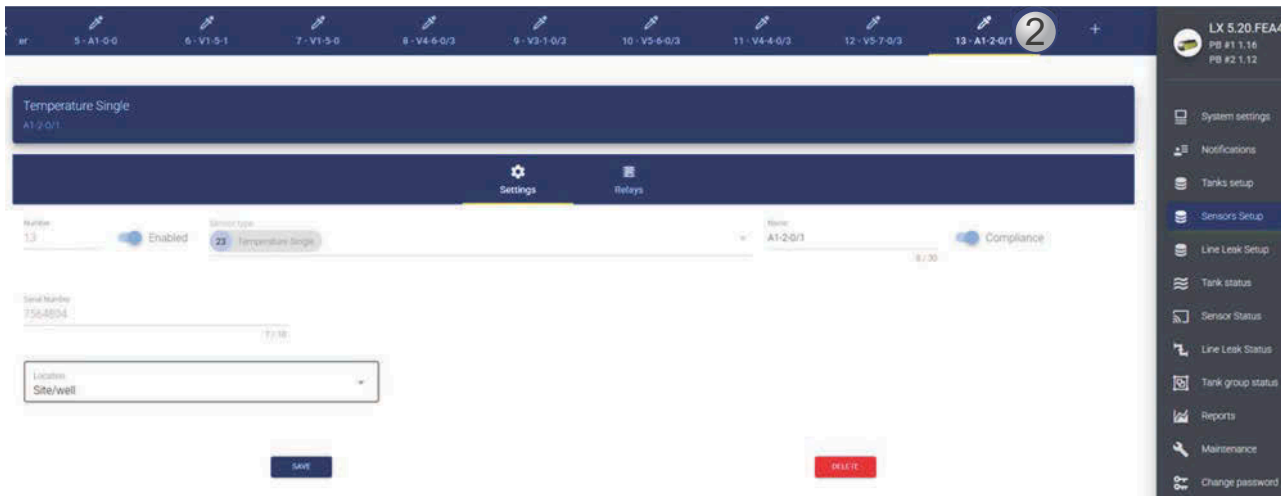 er
5 - A1-0-0
6 - V1-5-1
7 - V1-5-0
8 - V4-6-0/3
9 - V3-1-0/3
10 - V5-6-0/3
11 - V4-4-0/3
12 - V5-7-0/3
13 - A1-2-0/1
2
+
LX 5.20.FEA4
PB #1 1.16
PB #2 1.12
Temperature Single
A1-2-0/1
Settings
Relays
Number
13
Enabled
Sensor type
23 Temperature Single
Name
A1-2-0/1
8 / 30
Compliance
Serial Number
7564804
7 / 10
Location
Site/well
SAVE
DELETE
System settings
Notifications
Tanks setup
Sensors Setup
Line Leak Setup
Tank status
Sensor Status
Line Leak Status
Tank group status
Reports
Maintenance
Change password